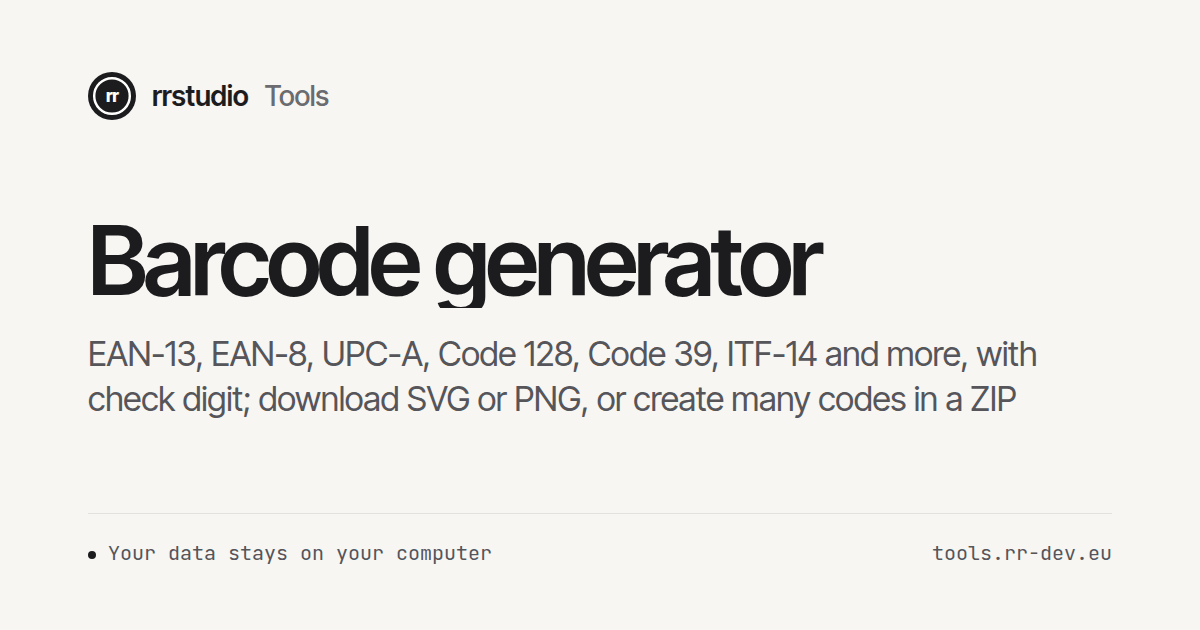 rr rrstudio Tools
Barcode generator
EAN-13, EAN-8, UPC-A, Code 128, Code 39, ITF-14 and more, with
check digit; download SVG or PNG, or create many codes in a ZIP
Your data stays on your computer
tools.rr-dev.eu